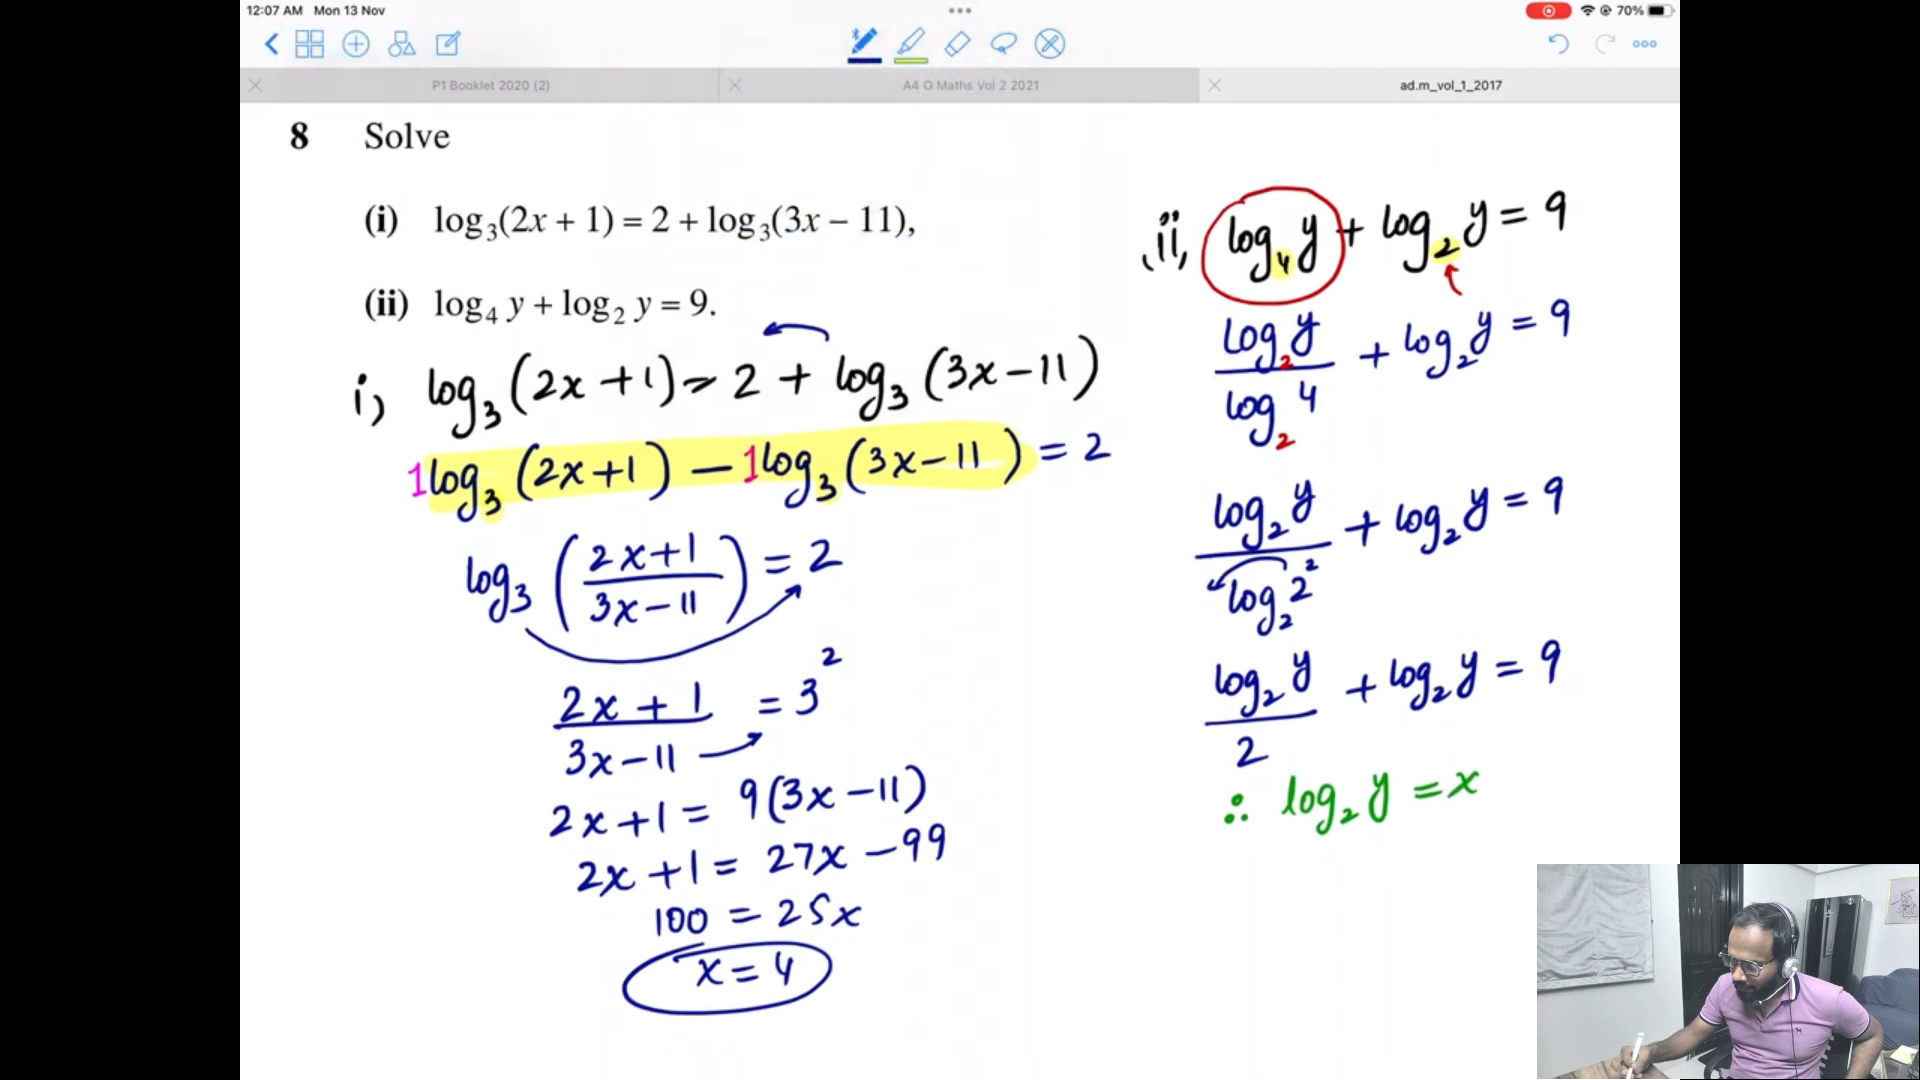 12:07 AM Mon 13 Nov
70%
P1 Booklet 2020 (2)
A4 O Maths Vol 2 2021
ad.m_vol_1_2017
8 Solve
(i) log₃(2x + 1) = 2 + log₃(3x − 11),
(ii) log₄ y + log₂ y = 9.
i, log₃(2x+1) = 2 + log₃(3x−11)
1log₃(2x+1) − 1log₃(3x−11) = 2
log₃((2x+1)/(3x−11)) = 2
(2x+1)/(3x−11) = 3²
2x+1 = 9(3x−11)
2x+1 = 27x−99
100 = 25x
x = 4
ii, log₄y + log₂y = 9
log₂y/log₂4 + log₂y = 9
log₂y/log₂2² + log₂y = 9
log₂y/2 + log₂y = 9
∴ log₂y = x